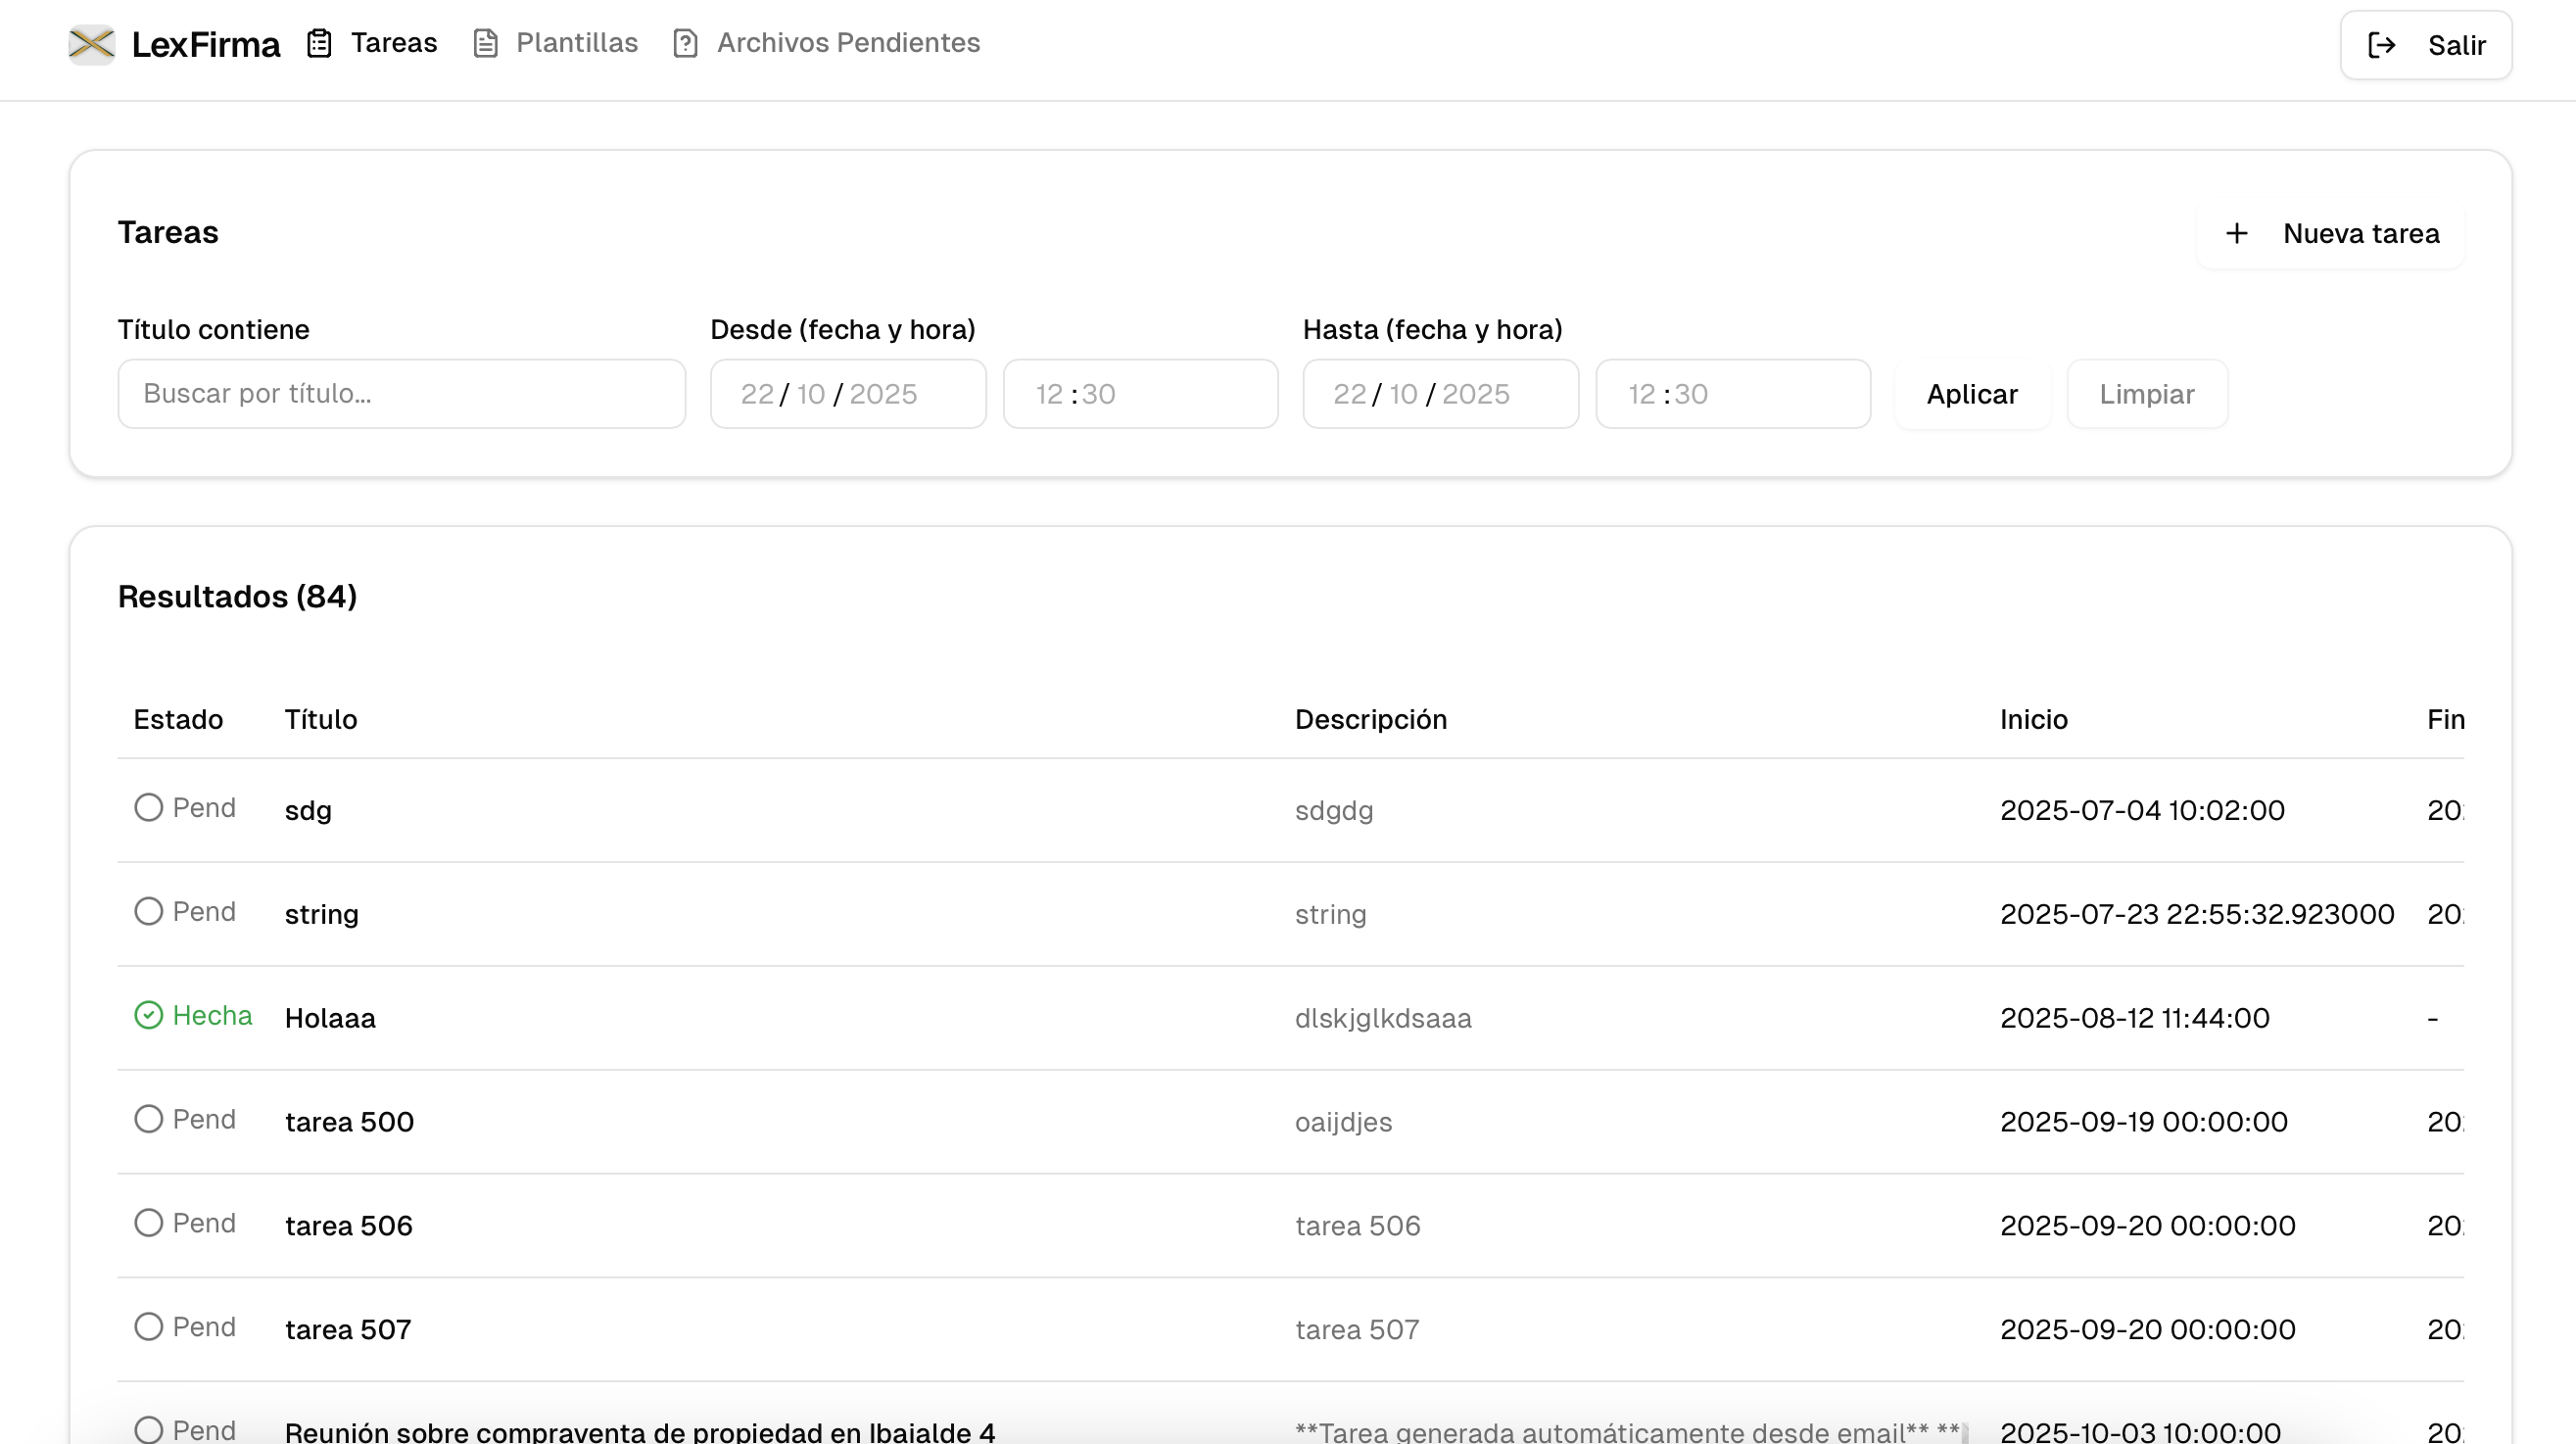 LexFirma Tareas Plantillas Archivos Pendientes Salir
Tareas Nueva tarea
Título contiene Desde (fecha y hora) Hasta (fecha y hora)
Buscar por título... 22/10/2025 12:30 22/10/2025 12:30 Aplicar Limpiar
Resultados (84)
Estado Título Descripción Inicio Fin
Pend sdg sdgdg 2025-07-04 10:02:00 20
Pend string string 2025-07-23 22:55:32.923000 20
Hecha Holaaa dlskjglkdsaaa 2025-08-12 11:44:00 -
Pend tarea 500 oaijdjes 2025-09-19 00:00:00 20
Pend tarea 506 tarea 506 2025-09-20 00:00:00 20
Pend tarea 507 tarea 507 2025-09-20 00:00:00 20
Pend Reunión sobre compraventa de propiedad en Ibaialde 4 **Tarea generada automáticamente desde email** ** 2025-10-03 10:00:00 20